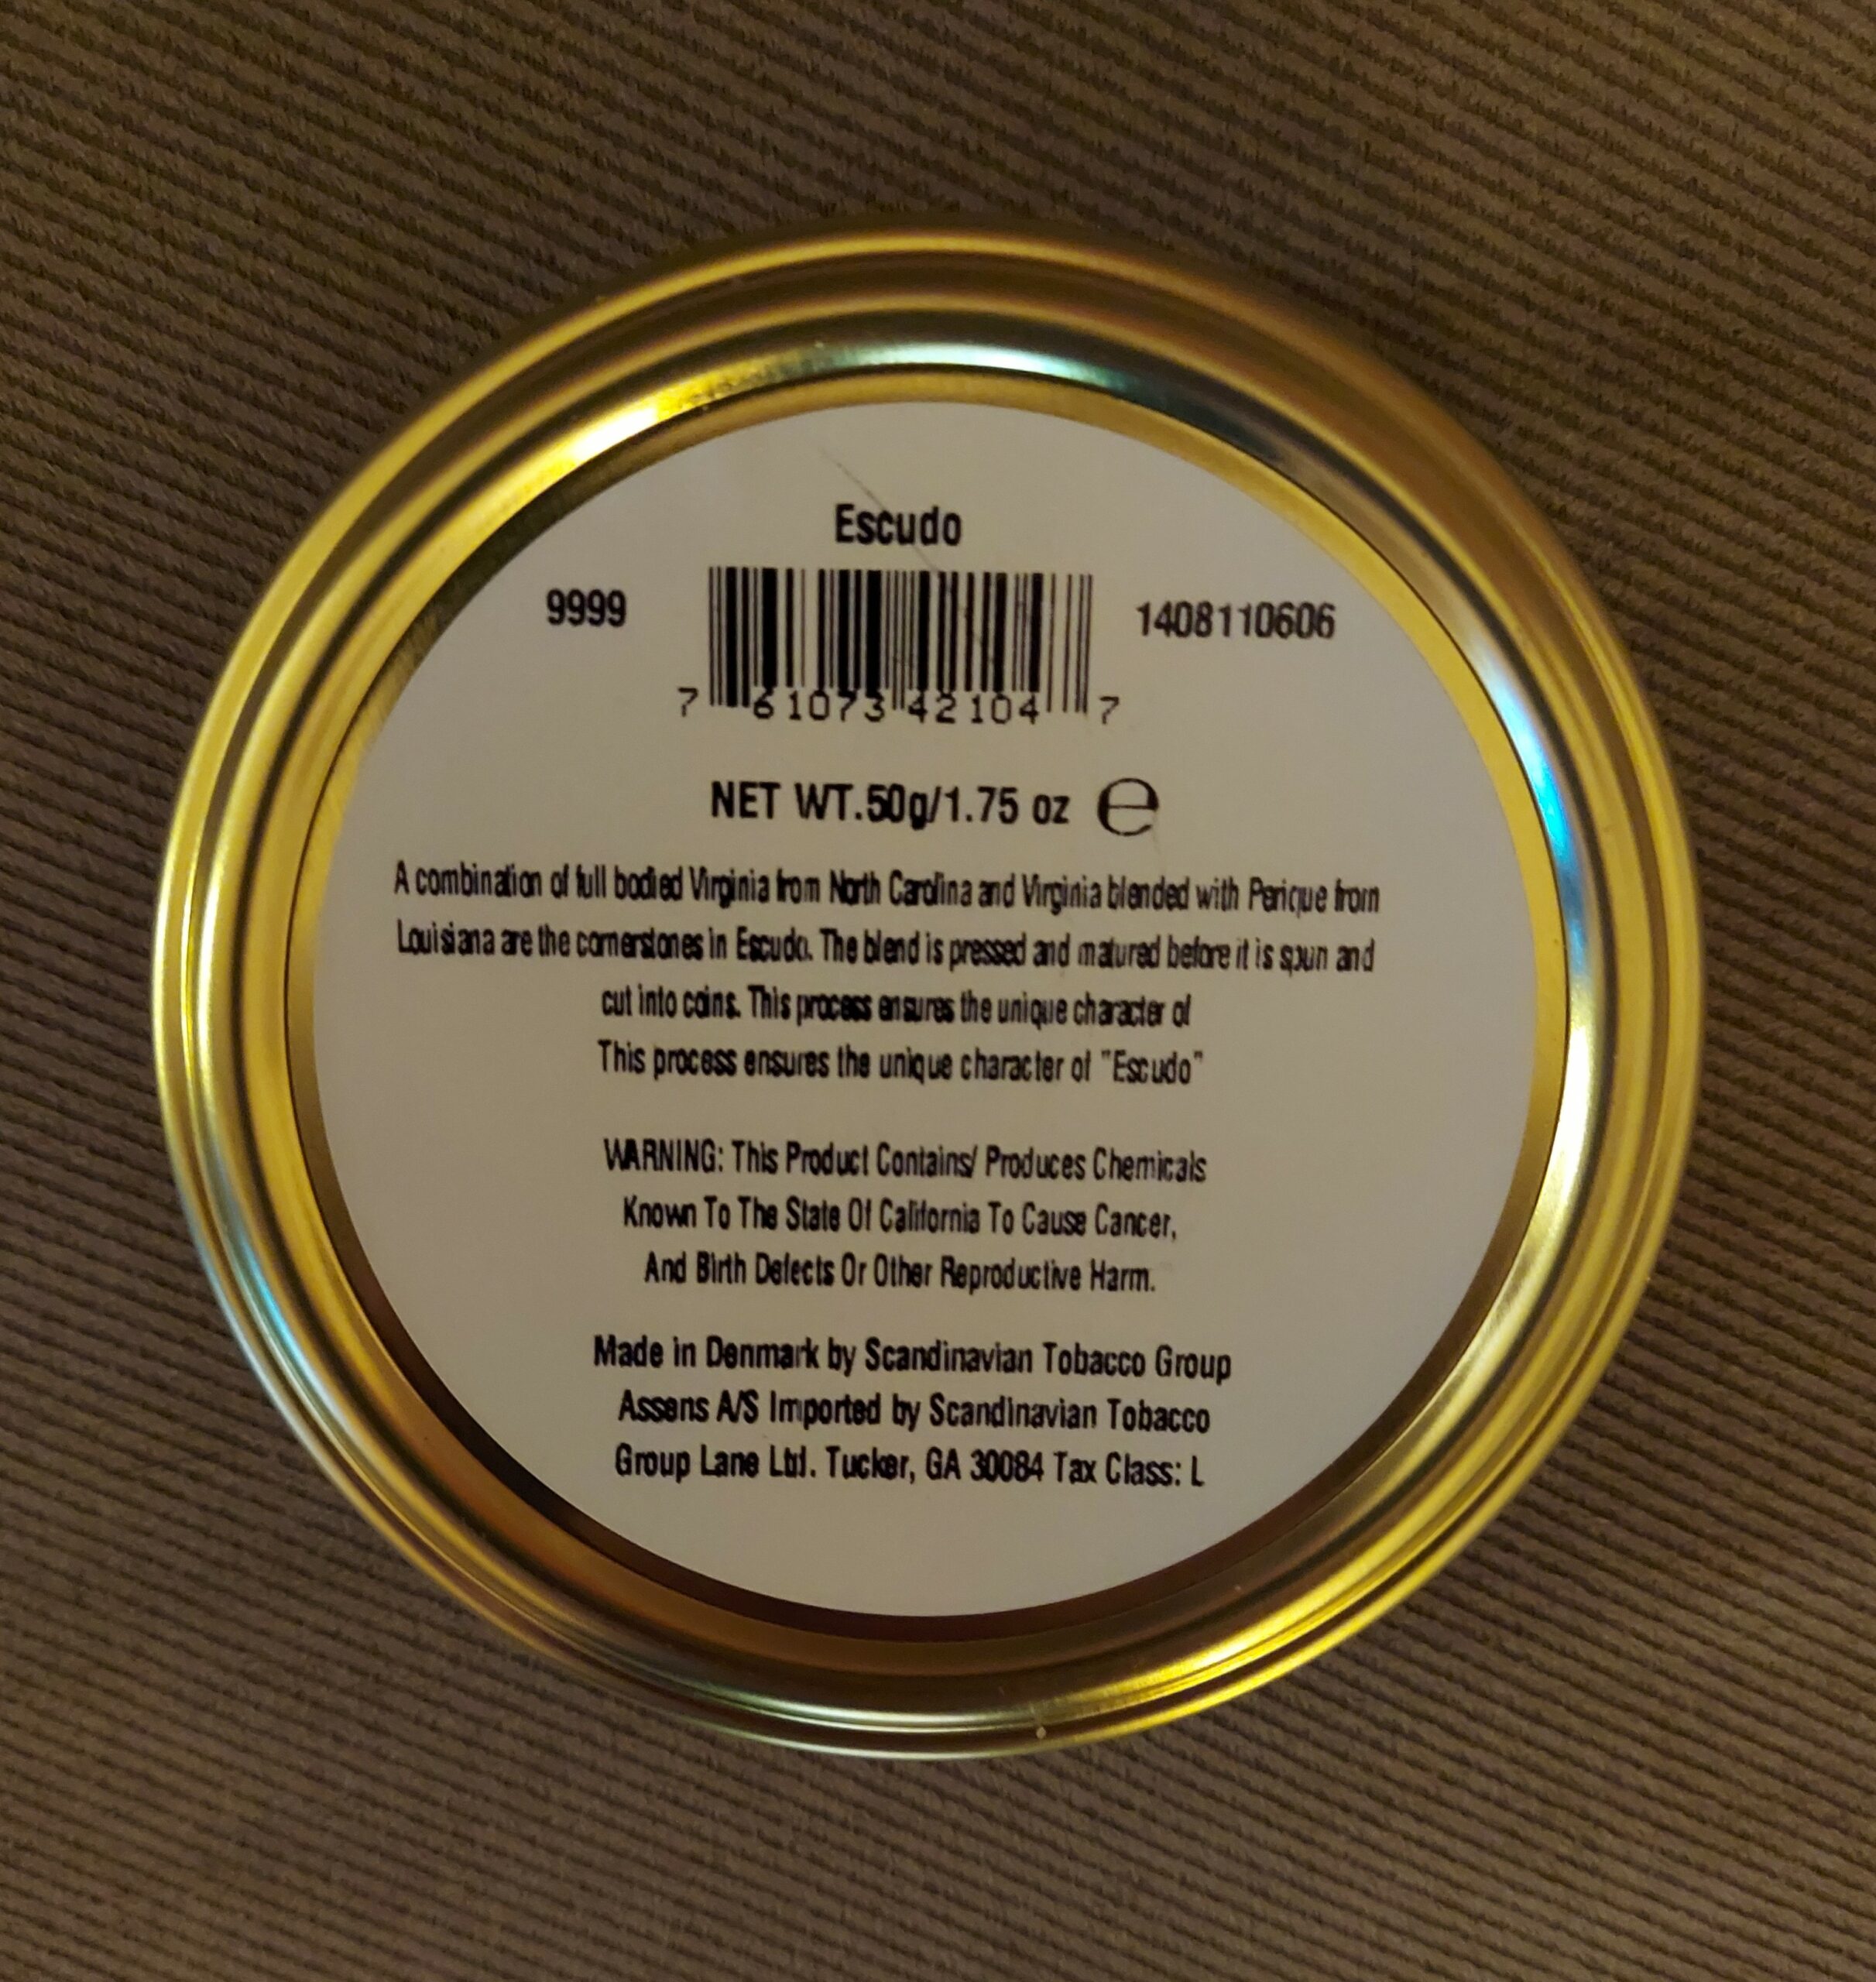 Escudo
9999
1408110606
7 61073 42104 7
NET WT.50g/1.75 oz e
A combination of full bodied Virginia from North Carolina and Virginia blended with Perique from
Louisiana are the cornerstones in Escudo. The blend is pressed and matured before it is spun and
cut into coins. This process ensures the unique character of
This process ensures the unique character of "Escudo"
WARNING: This Product Contains/ Produces Chemicals
Known To The State Of California To Cause Cancer,
And Birth Defects Or Other Reproductive Harm.
Made in Denmark by Scandinavian Tobacco Group
Assens A/S Imported by Scandinavian Tobacco
Group Lane Ltd. Tucker, GA 30084 Tax Class: L